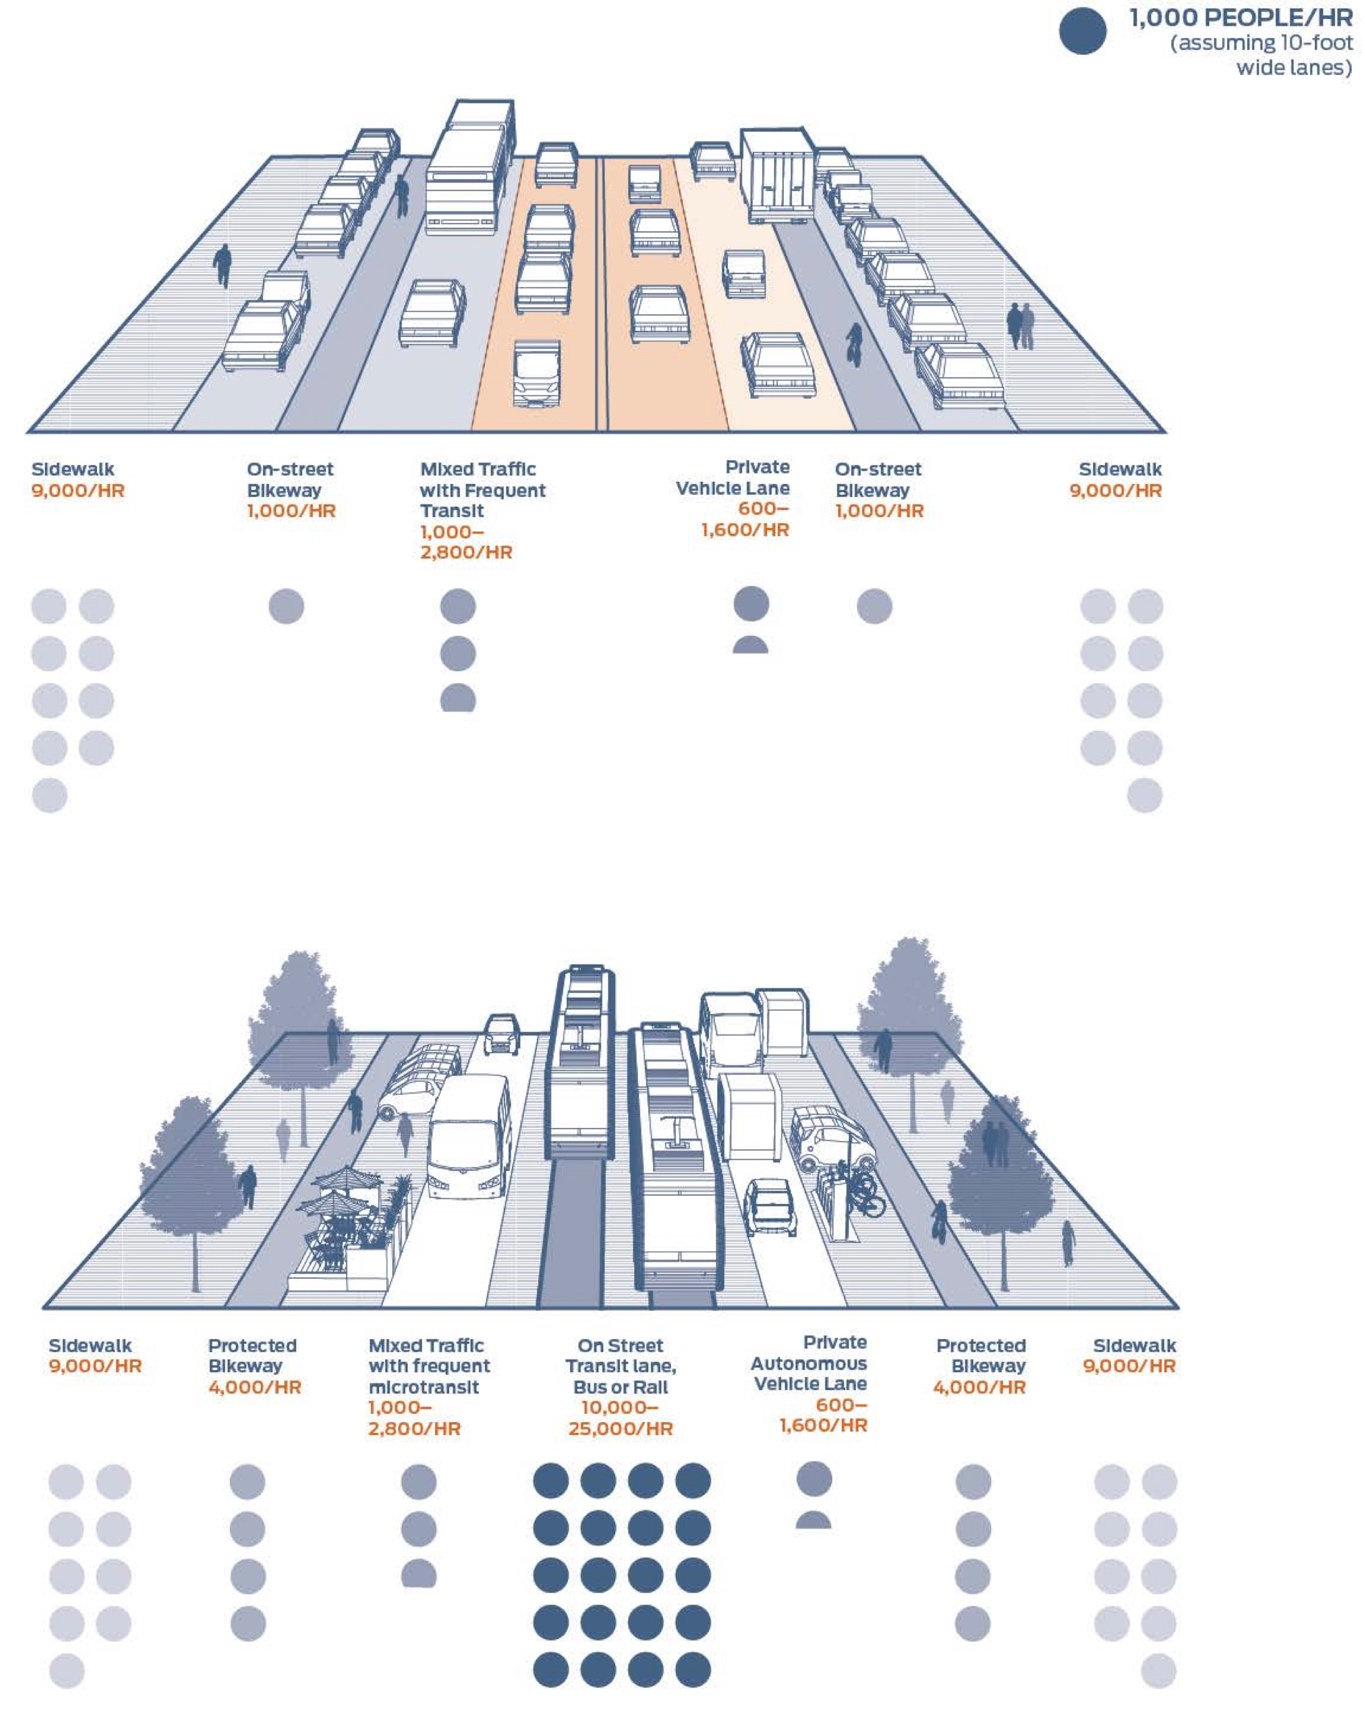 1,000 PEOPLE/HR
(assuming 10-foot
wide lanes)
Sidewalk
9,000/HR
On-street
Bikeway
1,000/HR
Mixed Traffic
with Frequent
Transit
1,000–
2,800/HR
Private
Vehicle Lane
600–
1,600/HR
On-street
Bikeway
1,000/HR
Sidewalk
9,000/HR
Sidewalk
9,000/HR
Protected
Bikeway
4,000/HR
Mixed Traffic
with frequent
microtransit
1,000–
2,800/HR
On Street
Transit lane,
Bus or Rail
10,000–
25,000/HR
Private
Autonomous
Vehicle Lane
600–
1,600/HR
Protected
Bikeway
4,000/HR
Sidewalk
9,000/HR